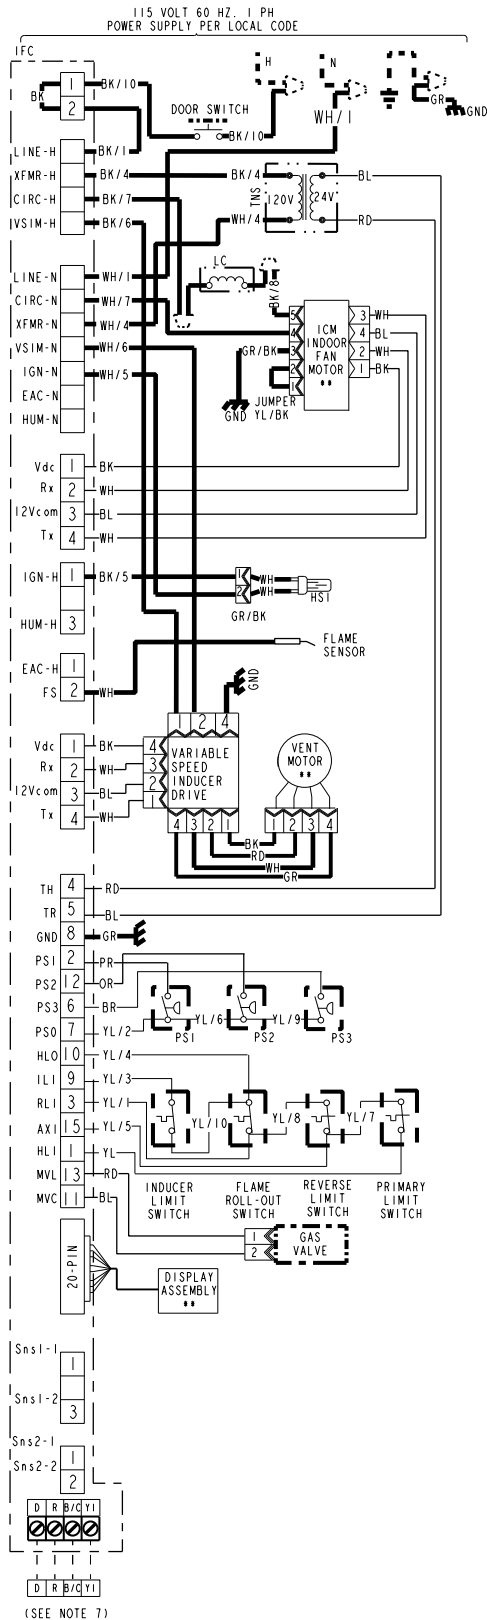 115 VOLT 60 HZ. 1 PH
POWER SUPPLY PER LOCAL CODE
IFC
H
N
1
BK/10
BK
2
DOOR SWITCH
GR
GND
WH/1
BK/10
LINE-H
BK/1
XFMR-H
BK/4
BK/4
BL
CIRC-H
BK/7
TNS
120V
24V
VSIM-H
BK/6
WH/4
RD
LC
LINE-N
WH/1
BK/8
CIRC-N
WH/7
XFMR-N
WH/4
VSIM-N
WH/6
IGN-N
WH/5
EAC-N
HUM-N
5
4
3
2
1
ICM
INDOOR
FAN
MOTOR
**
3
WH
4
BL
2
WH
1
BK
GR/BK
GND
JUMPER
YL/BK
Vdc
1
BK
Rx
2
WH
12Vcom
3
BL
Tx
4
WH
IGN-H
1
BK/5
1
WH
2
WH
HSI
GR/BK
HUM-H
3
EAC-H
1
FS
2
WH
FLAME
SENSOR
GND
1
2
4
Vdc
1
BK
4
Rx
2
WH
3
12Vcom
3
BL
2
Tx
4
WH
1
VARIABLE
SPEED
INDUCER
DRIVE
VENT
MOTOR
**
4
3
2
1
1
2
3
4
BK
RD
WH
GR
TH
4
RD
TR
5
BL
GND
8
GR
PS1
2
PR
PS2
12
OR
PS3
6
BR
PS0
7
YL/2
YL/6
YL/9
PS1
PS2
PS3
HLO
10
YL/4
IL1
9
YL/3
RL1
3
YL/1
AX1
15
YL/5
HL1
1
YL
MVL
13
RD
MVC
11
BL
YL/10
YL/8
YL/7
INDUCER
LIMIT
SWITCH
FLAME
ROLL-OUT
SWITCH
REVERSE
LIMIT
SWITCH
PRIMARY
LIMIT
SWITCH
1
2
GAS
VALVE
20-PIN
DISPLAY
ASSEMBLY
**
Sns1-1
1
Sns1-2
3
Sns2-1
1
Sns2-2
2
D R B/C Y1
D R B/C Y1
(SEE NOTE 7)